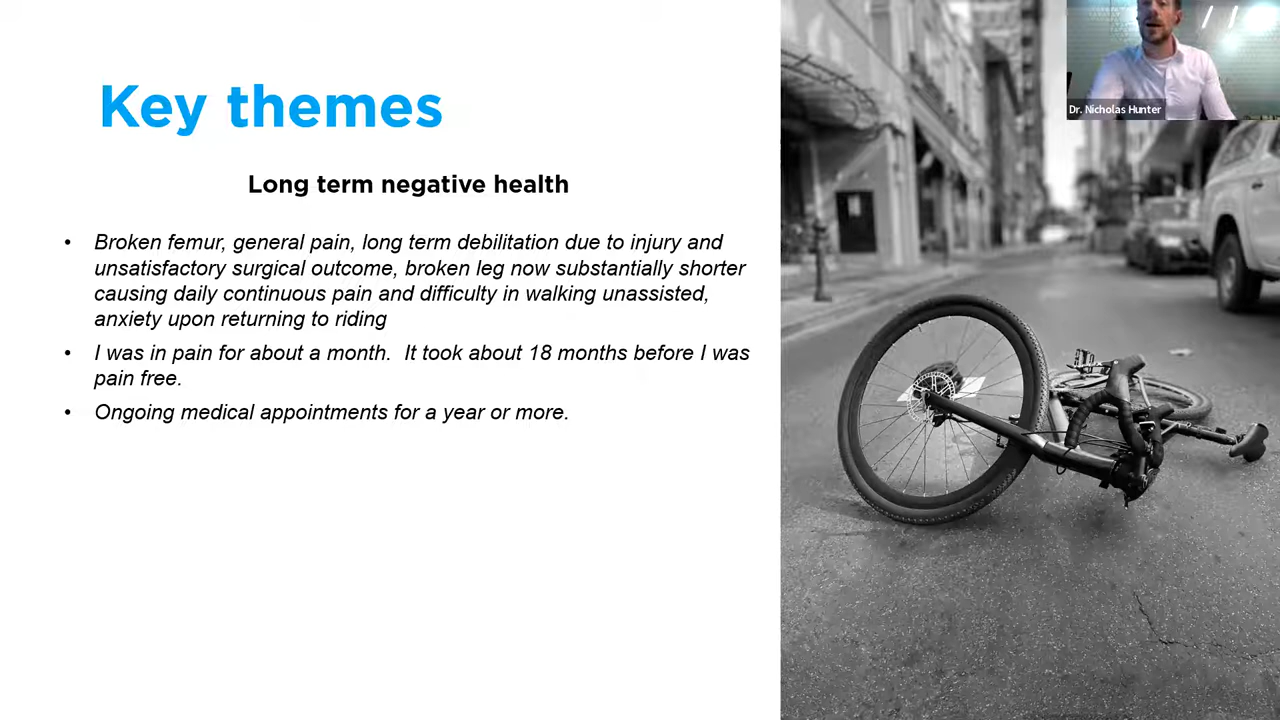 Key themes
Long term negative health
• Broken femur, general pain, long term debilitation due to injury and
unsatisfactory surgical outcome, broken leg now substantially shorter
causing daily continuous pain and difficulty in walking unassisted,
anxiety upon returning to riding
• I was in pain for about a month.  It took about 18 months before I was
pain free.
• Ongoing medical appointments for a year or more.
Dr. Nicholas Hunter